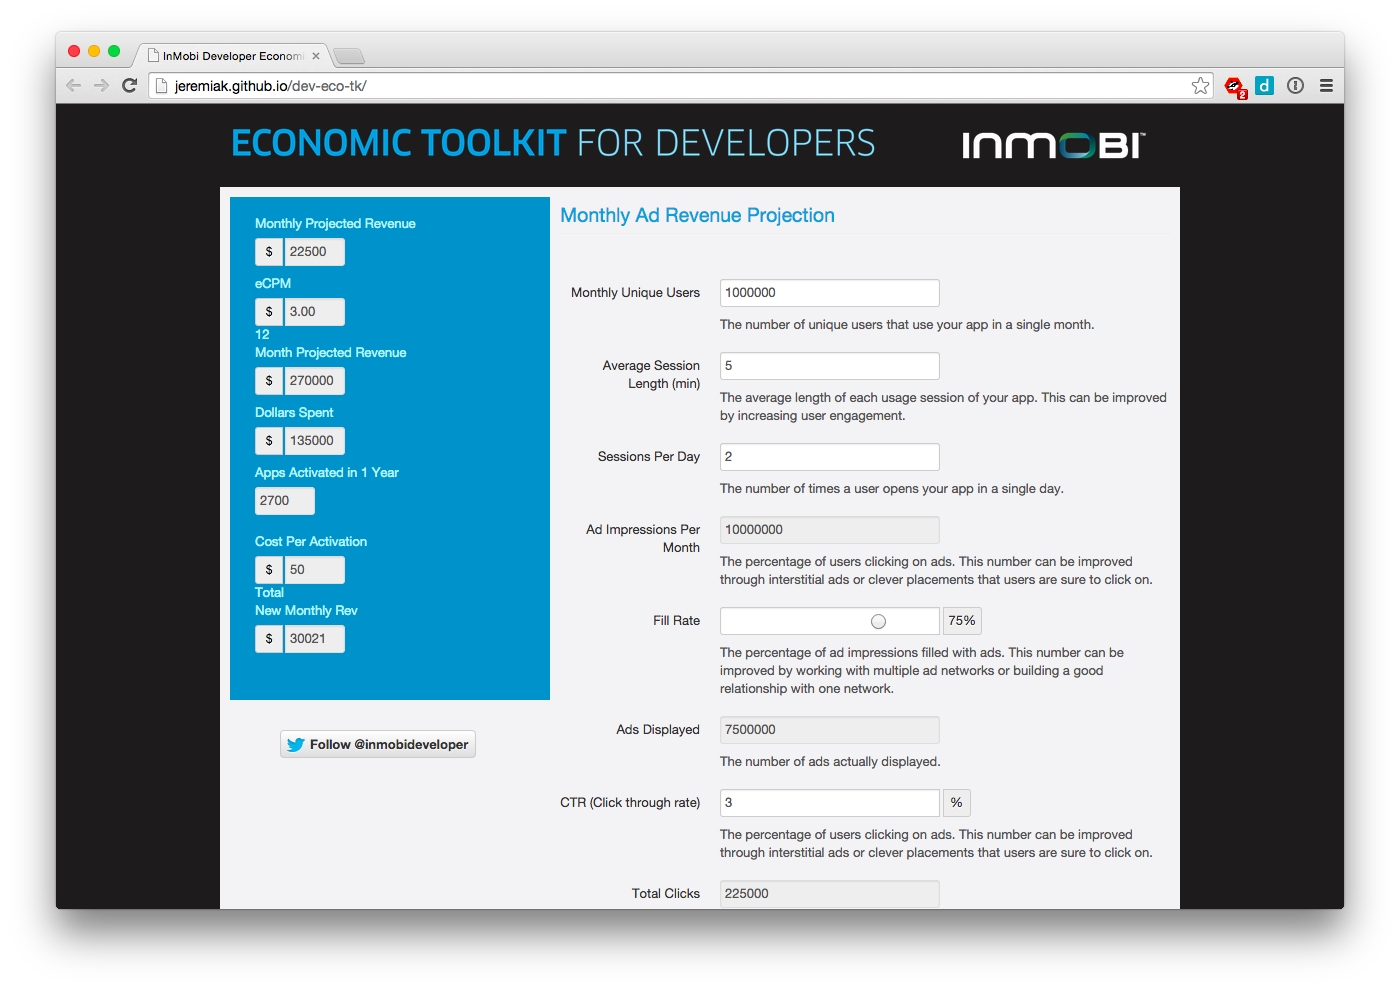 InMobi Developer Econom
jeremiak.github.io/dev-eco-tk/
2
d
ECONOMIC TOOLKIT FOR DEVELOPERS
INMOBI™
Monthly Projected Revenue
$ 22500
eCPM
$ 3.00
12
Month Projected Revenue
$ 270000
Dollars Spent
$ 135000
Apps Activated in 1 Year
2700
Cost Per Activation
$ 50
Total
New Monthly Rev
$ 30021
Follow @inmobideveloper
Monthly Ad Revenue Projection
Monthly Unique Users 1000000
The number of unique users that use your app in a single month.
Average Session
Length (min)
5
The average length of each usage session of your app. This can be improved
by increasing user engagement.
Sessions Per Day 2
The number of times a user opens your app in a single day.
Ad Impressions Per
Month
10000000
The percentage of users clicking on ads. This number can be improved
through interstitial ads or clever placements that users are sure to click on.
Fill Rate 75%
The percentage of ad impressions filled with ads. This number can be
improved by working with multiple ad networks or building a good
relationship with one network.
Ads Displayed 7500000
The number of ads actually displayed.
CTR (Click through rate) 3 %
The percentage of users clicking on ads. This number can be improved
through interstitial ads or clever placements that users are sure to click on.
Total Clicks 225000